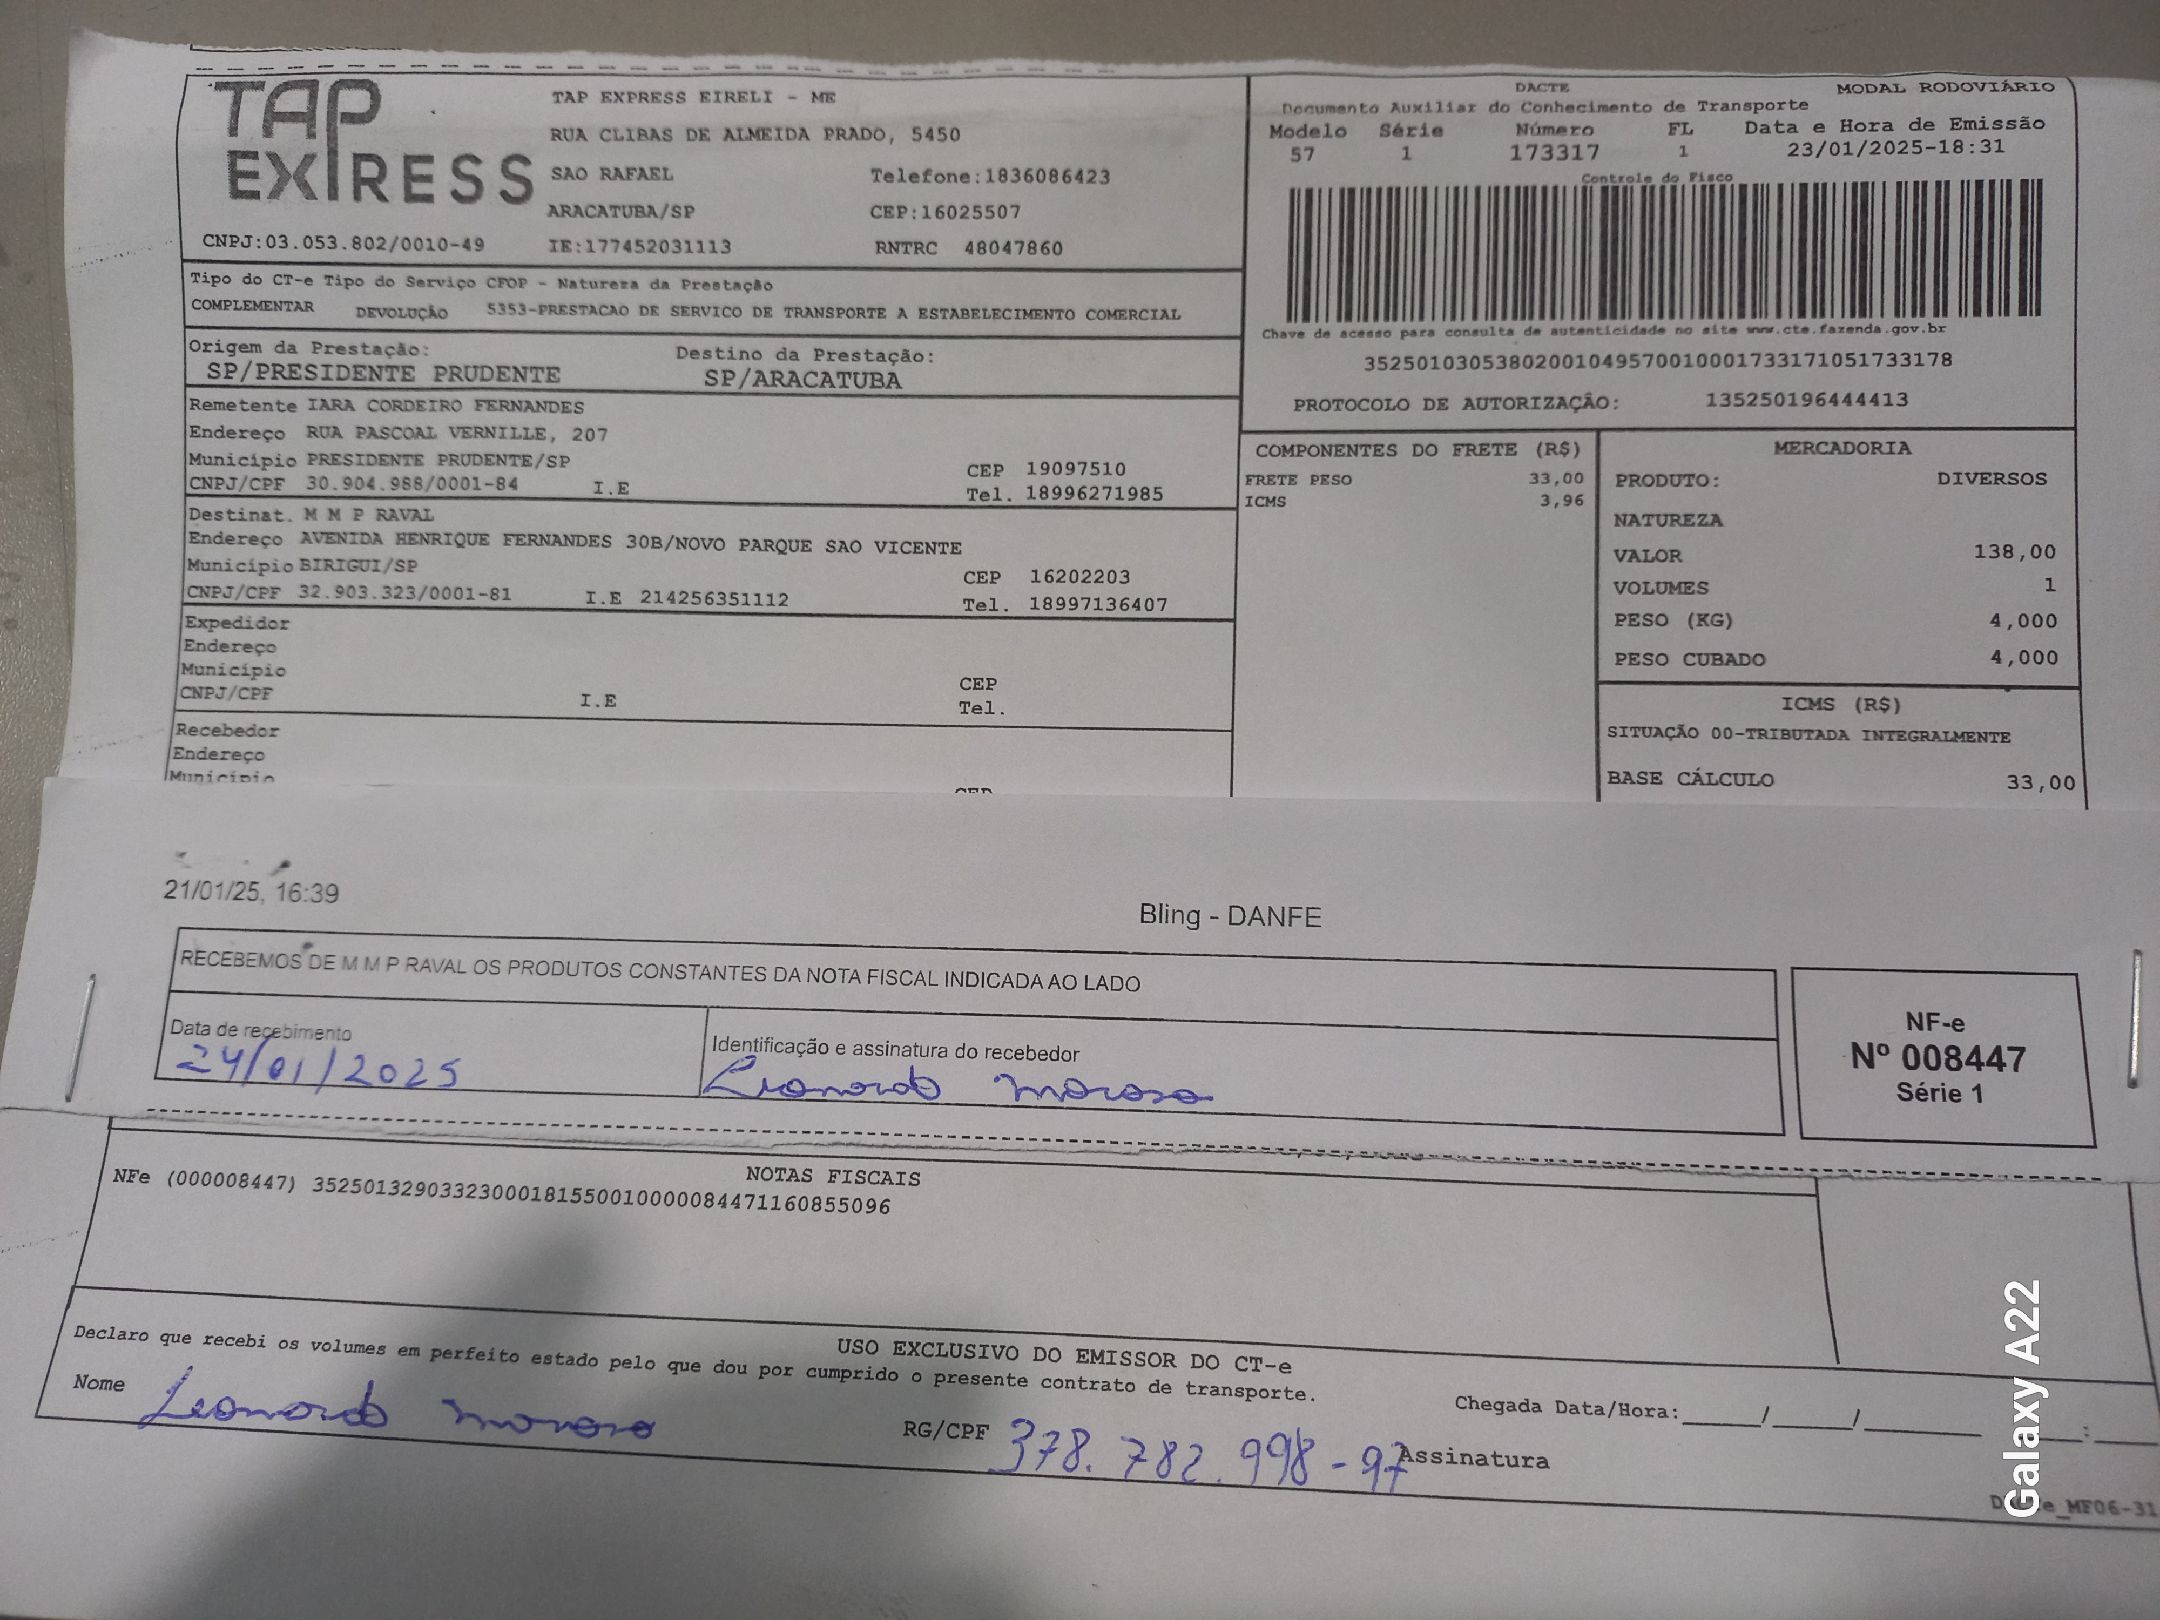 TAP EXPRESS
TAP EXPRESS EIRELI - ME
RUA CLIBAS DE ALMEIDA PRADO, 5450
SAO RAFAEL Telefone:1836086423
ARACATUBA/SP CEP:16025507
CNPJ:03.053.802/0010-49 IE:177452031113 RNTRC 48047860
DACTE MODAL RODOVIÁRIO
Documento Auxiliar do Conhecimento de Transporte
Modelo Série Número FL Data e Hora de Emissão
57 1 173317 1 23/01/2025-18:31
Controle do Fisco
Chave de acesso para consulta de autenticidade no site www.cte.fazenda.gov.br
35250103053802001049570010001733171051733178
PROTOCOLO DE AUTORIZAÇÃO: 135250196444413
Tipo do CT-e Tipo do Serviço CFOP - Natureza da Prestação
COMPLEMENTAR DEVOLUÇÃO 5353-PRESTACAO DE SERVICO DE TRANSPORTE A ESTABELECIMENTO COMERCIAL
Origem da Prestação: Destino da Prestação:
SP/PRESIDENTE PRUDENTE SP/ARACATUBA
Remetente IARA CORDEIRO FERNANDES
Endereço RUA PASCOAL VERNILLE, 207
Município PRESIDENTE PRUDENTE/SP CEP 19097510
CNPJ/CPF 30.904.988/0001-84 I.E Tel. 18996271985
Destinat. M M P RAVAL
Endereço AVENIDA HENRIQUE FERNANDES 30B/NOVO PARQUE SAO VICENTE
Município BIRIGUI/SP CEP 16202203
CNPJ/CPF 32.903.323/0001-81 I.E 214256351112 Tel. 18997136407
Expedidor
Endereço
Município CEP
CNPJ/CPF I.E Tel.
Recebedor
Endereço
Município CEP
COMPONENTES DO FRETE (R$)
FRETE PESO 33,00
ICMS 3,96
MERCADORIA
PRODUTO: DIVERSOS
NATUREZA
VALOR 138,00
VOLUMES 1
PESO (KG) 4,000
PESO CUBADO 4,000
ICMS (R$)
SITUAÇÃO 00-TRIBUTADA INTEGRALMENTE
BASE CÁLCULO 33,00
21/01/25, 16:39 Bling - DANFE
RECEBEMOS DE M M P RAVAL OS PRODUTOS CONSTANTES DA NOTA FISCAL INDICADA AO LADO
Data de recebimento Identificação e assinatura do recebedor
24/01/2025 Leonardo
NF-e
Nº 008447
Série 1
NOTAS FISCAIS
NFe (000008447) 35250132903323000181550010000084471160855096
USO EXCLUSIVO DO EMISSOR DO CT-e
Declaro que recebi os volumes em perfeito estado pelo que dou por cumprido o presente contrato de transporte.
Nome Leonardo RG/CPF 378.782.998-97 Assinatura
Chegada Data/Hora:_____/_____/_________ ____:____
Galaxy A22